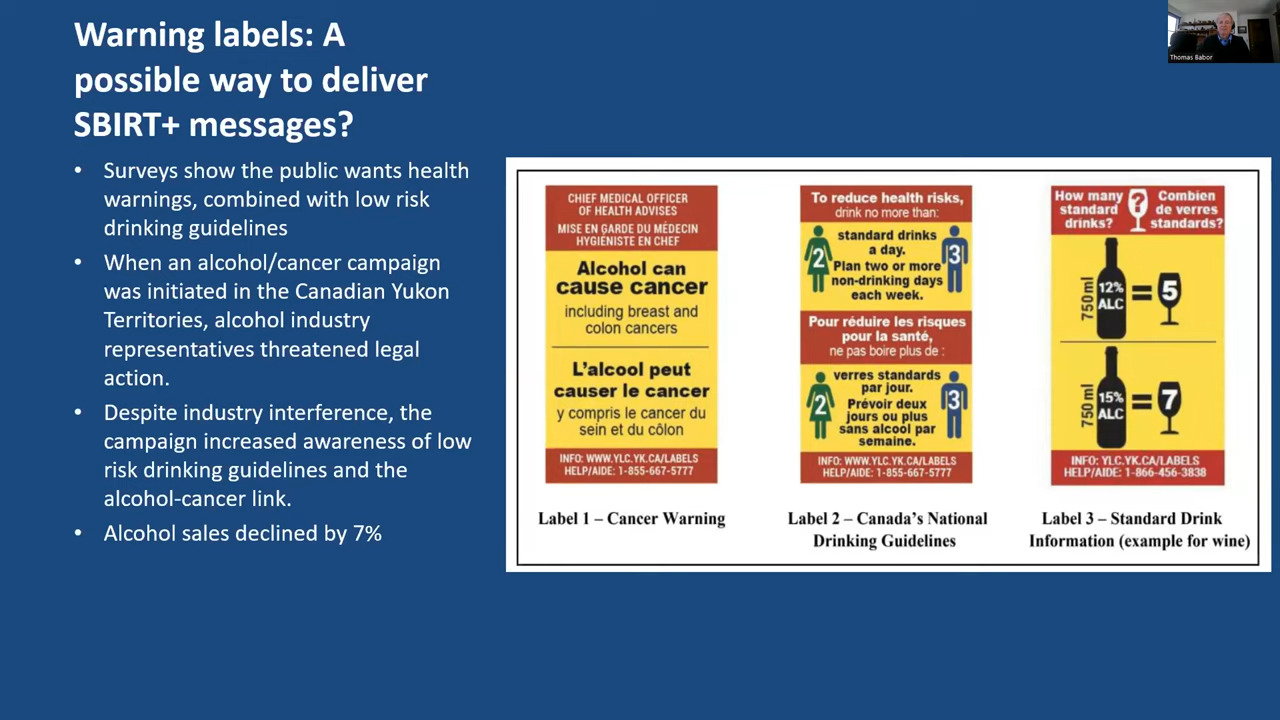 Warning labels: A
possible way to deliver
SBIRT+ messages?
• Surveys show the public wants health
warnings, combined with low risk
drinking guidelines
• When an alcohol/cancer campaign
was initiated in the Canadian Yukon
Territories, alcohol industry
representatives threatened legal
action.
• Despite industry interference, the
campaign increased awareness of low
risk drinking guidelines and the
alcohol-cancer link.
• Alcohol sales declined by 7%
CHIEF MEDICAL OFFICER
OF HEALTH ADVISES
MISE EN GARDE DU MÉDECIN
HYGIENISTE EN CHEF
Alcohol can
cause cancer
including breast and
colon cancers
L'alcool peut
causer le cancer
y compris le cancer du
sein et du côlon
INFO: WWW.YLC.YK.CA/LABELS
HELP/AIDE: 1-855-667-5777
Label 1 – Cancer Warning
To reduce health risks,
drink no more than:
2
standard drinks
a day.
Plan two or more
non-drinking days
each week.
3
Pour réduire les risques
pour la santé,
ne pas boire plus de :
2
verres standards
par jour.
Prévoir deux
jours ou plus
sans alcool par
semaine.
3
INFO: WWW.YLC.YK.CA/LABELS
HELP/AIDE: 1-855-667-5777
Label 2 – Canada's National
Drinking Guidelines
How many
standard
drinks?
?
Combien
de verres
standards?
750ml
12%
ALC
= 5
750 ml
15%
ALC
= 7
INFO: YLC.YK.CA/LABELS
HELP/AIDE: 1-866-456-3838
Label 3 – Standard Drink
Information (example for wine)
Thomas Babor